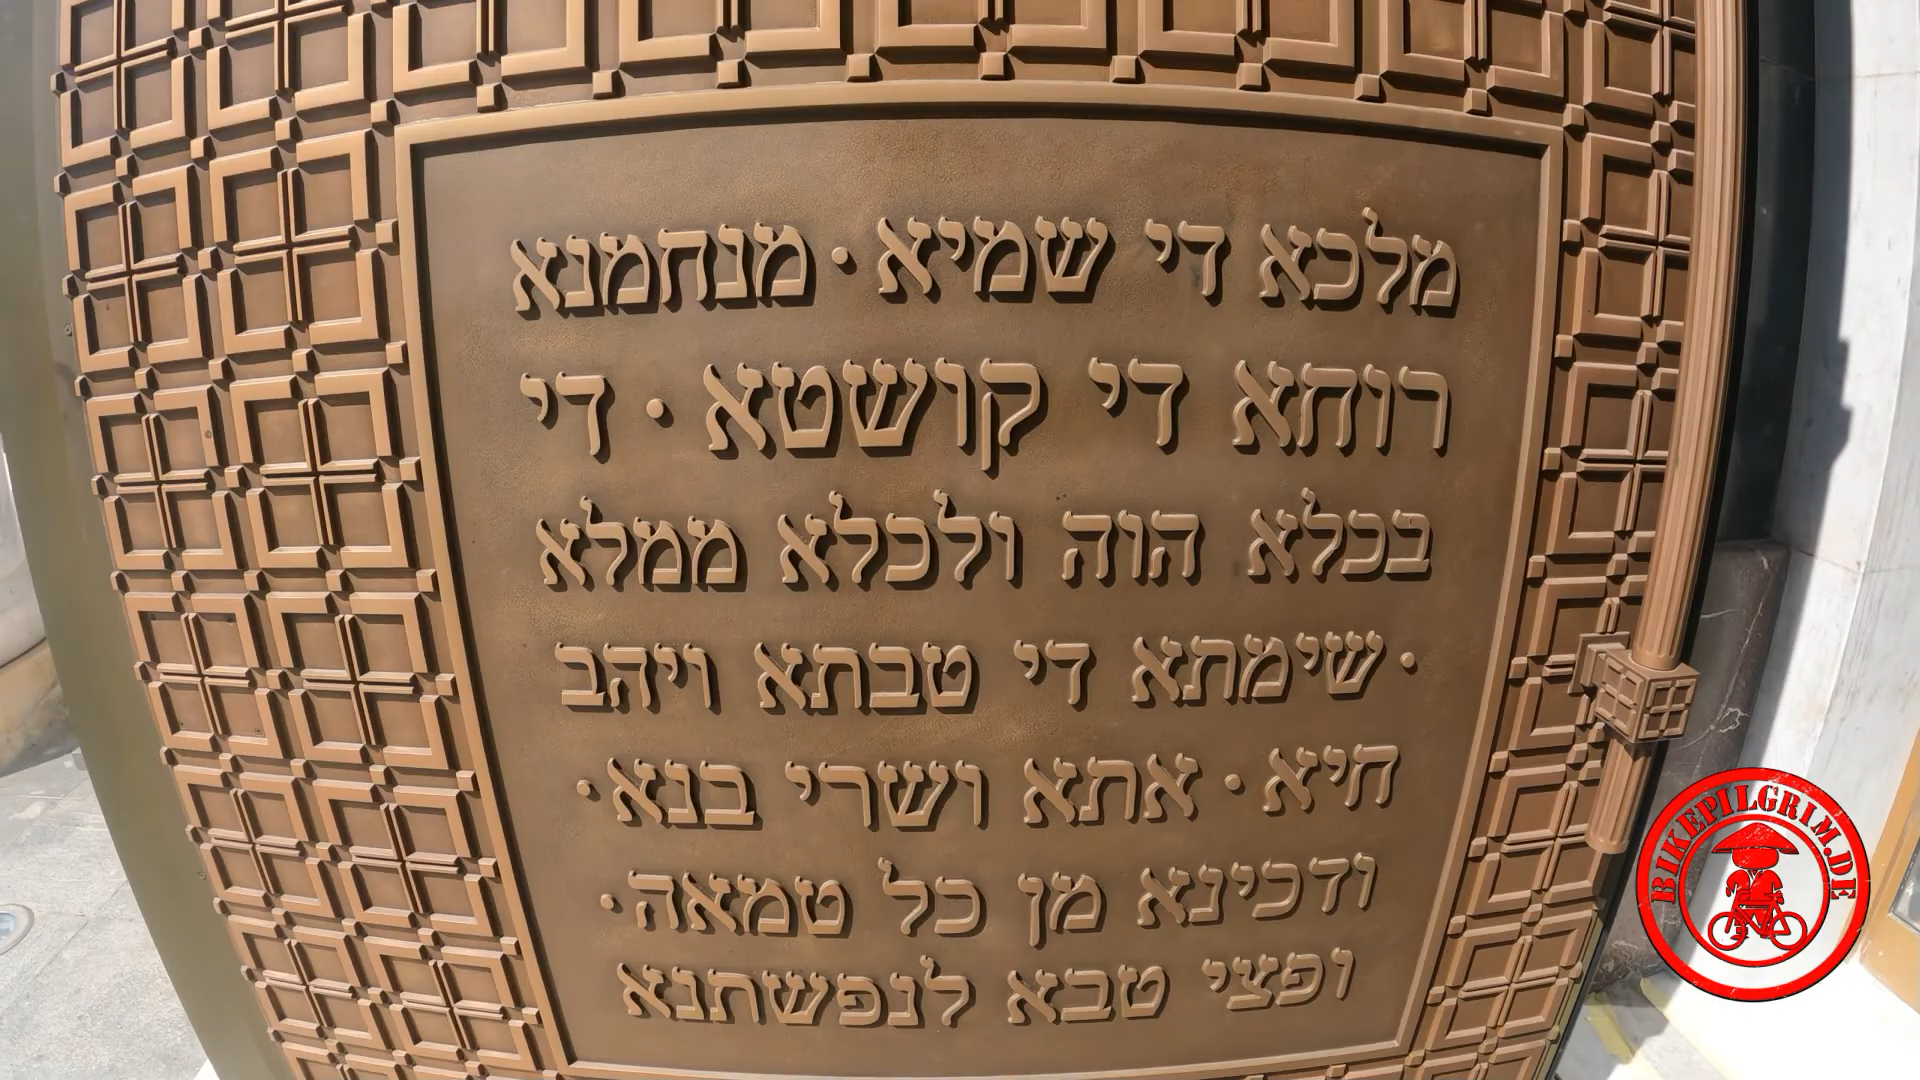 מלכא די שמיא · מנחמנא
רוחא די קושטא · די
בכלא הוה ולכלא ממלא
· שימתא די טבתא ויהב
חיא · אתא ושרי בנא ·
ודכינא מן כל טמאה ·
ופצי טבא לנפשתנא
BIKEPILGRIM.DE